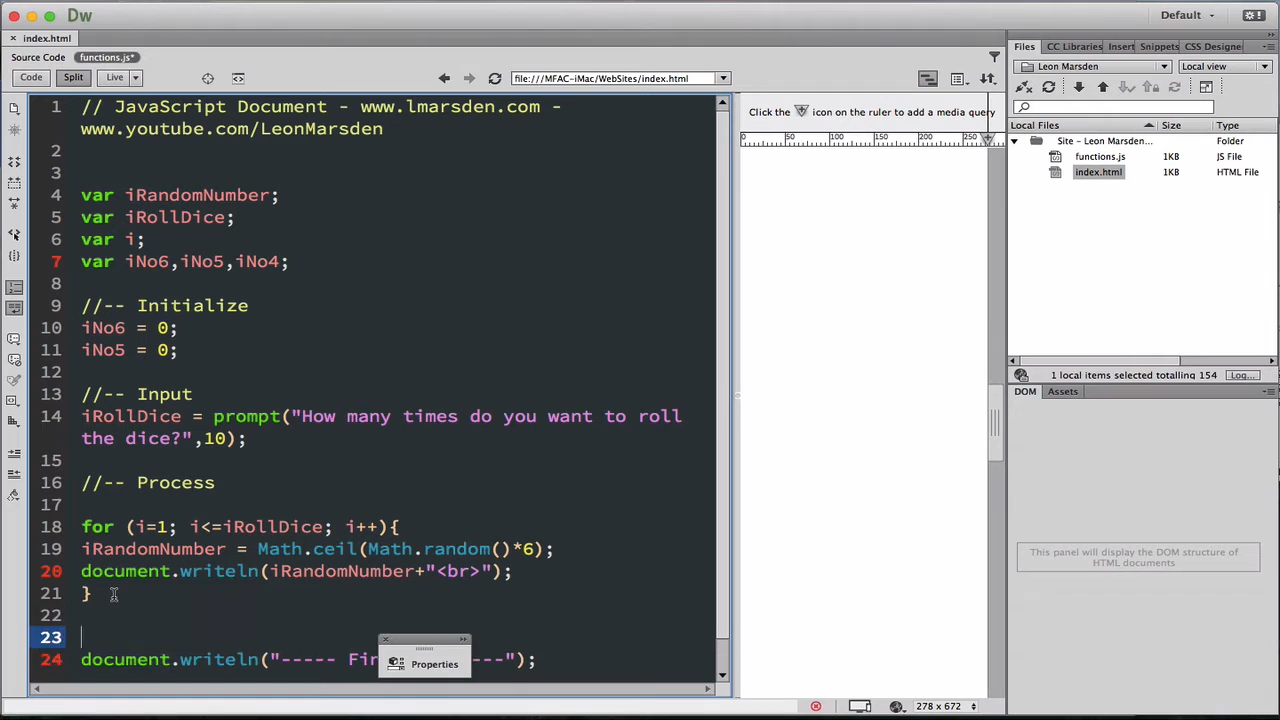 Dw
Default
index.html
Source Code functions.js*
Code Split Live
file:///MFAC-iMac/WebSites/index.html
1 // JavaScript Document - www.lmarsden.com -
www.youtube.com/LeonMarsden
2
3
4 var iRandomNumber;
5 var iRollDice;
6 var i;
7 var iNo6,iNo5,iNo4;
8
9 //-- Initialize
10 iNo6 = 0;
11 iNo5 = 0;
12
13 //-- Input
14 iRollDice = prompt("How many times do you want to roll
the dice?",10);
15
16 //-- Process
17
18 for (i=1; i<=iRollDice; i++){
19 iRandomNumber = Math.ceil(Math.random()*6);
20 document.writeln(iRandomNumber+"<br>");
21 }
22
23
24 document.writeln("----- Fin ---");
Properties
Click the icon on the ruler to add a media query
0 50 100 150 200 250
278 x 672
Files CC Libraries Insert Snippets CSS Designe
Leon Marsden Local view
Local Files Size Type
Site - Leon Marsden... Folder
functions.js 1KB JS File
index.html 1KB HTML File
1 local items selected totalling 154 Log...
DOM Assets
This panel will display the DOM structure of
HTML documents